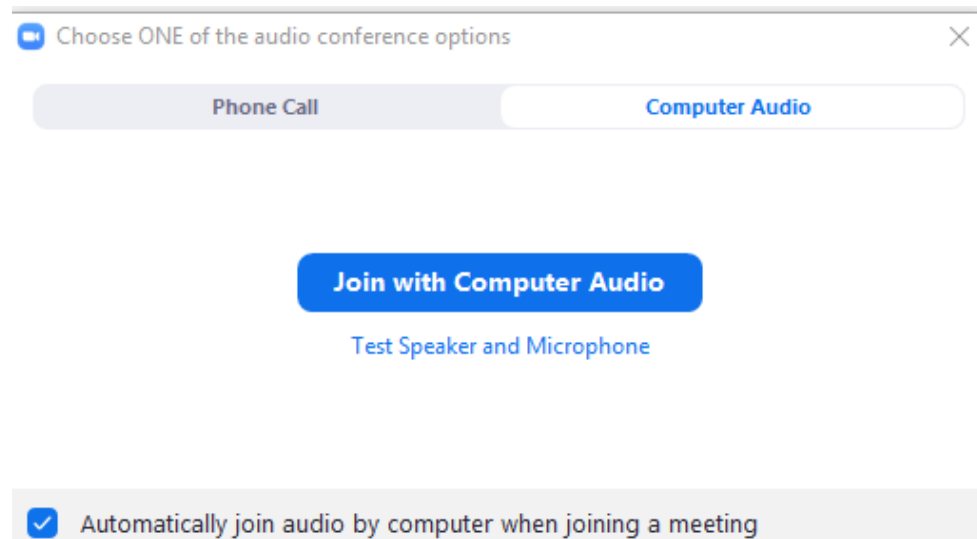 Choose ONE of the audio conference options
Phone Call
Computer Audio
Join with Computer Audio
Test Speaker and Microphone
Automatically join audio by computer when joining a meeting